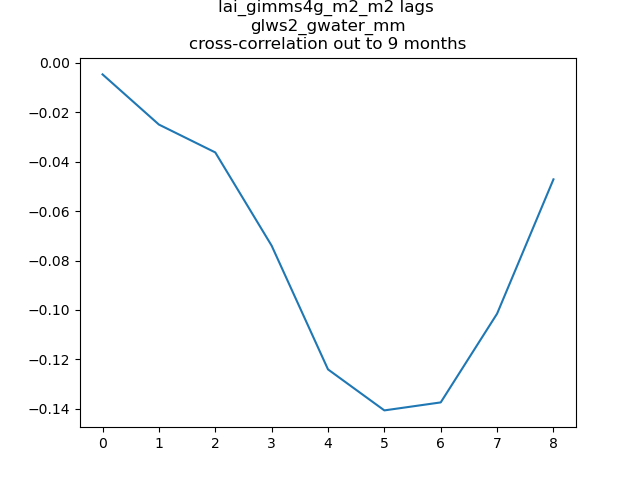 lai_gimms4g_m2_m2 lags
glws2_gwater_mm
cross-correlation out to 9 months
0.00
−0.02
−0.04
−0.06
−0.08
−0.10
−0.12
−0.14
0 1 2 3 4 5 6 7 8